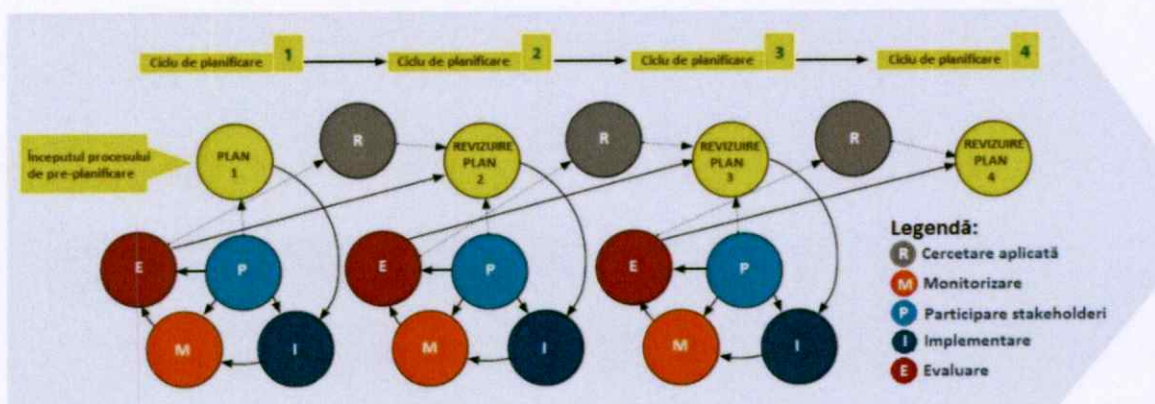 Ciclu de planificare 1
Ciclu de planificare 2
Ciclu de planificare 3
Ciclu de planificare 4
Începutul procesului
de pre-planificare
PLAN
1
R
REVIZUIRE
PLAN
2
R
REVIZUIRE
PLAN
3
R
REVIZUIRE
PLAN
4
E
P
M
I
E
P
M
I
E
P
M
I
Legendă:
R Cercetare aplicată
M Monitorizare
P Participare stakeholderi
I Implementare
E Evaluare